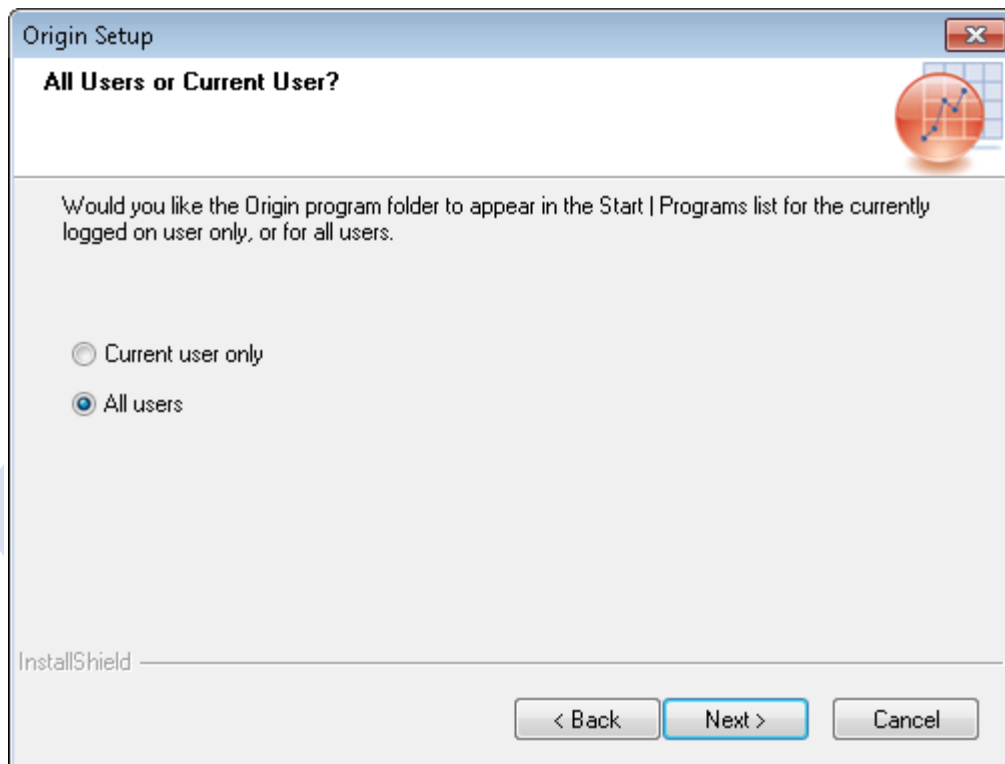 Origin Setup
All Users or Current User?
Would you like the Origin program folder to appear in the Start | Programs list for the currently
logged on user only, or for all users.
Current user only
All users
InstallShield
< Back
Next >
Cancel